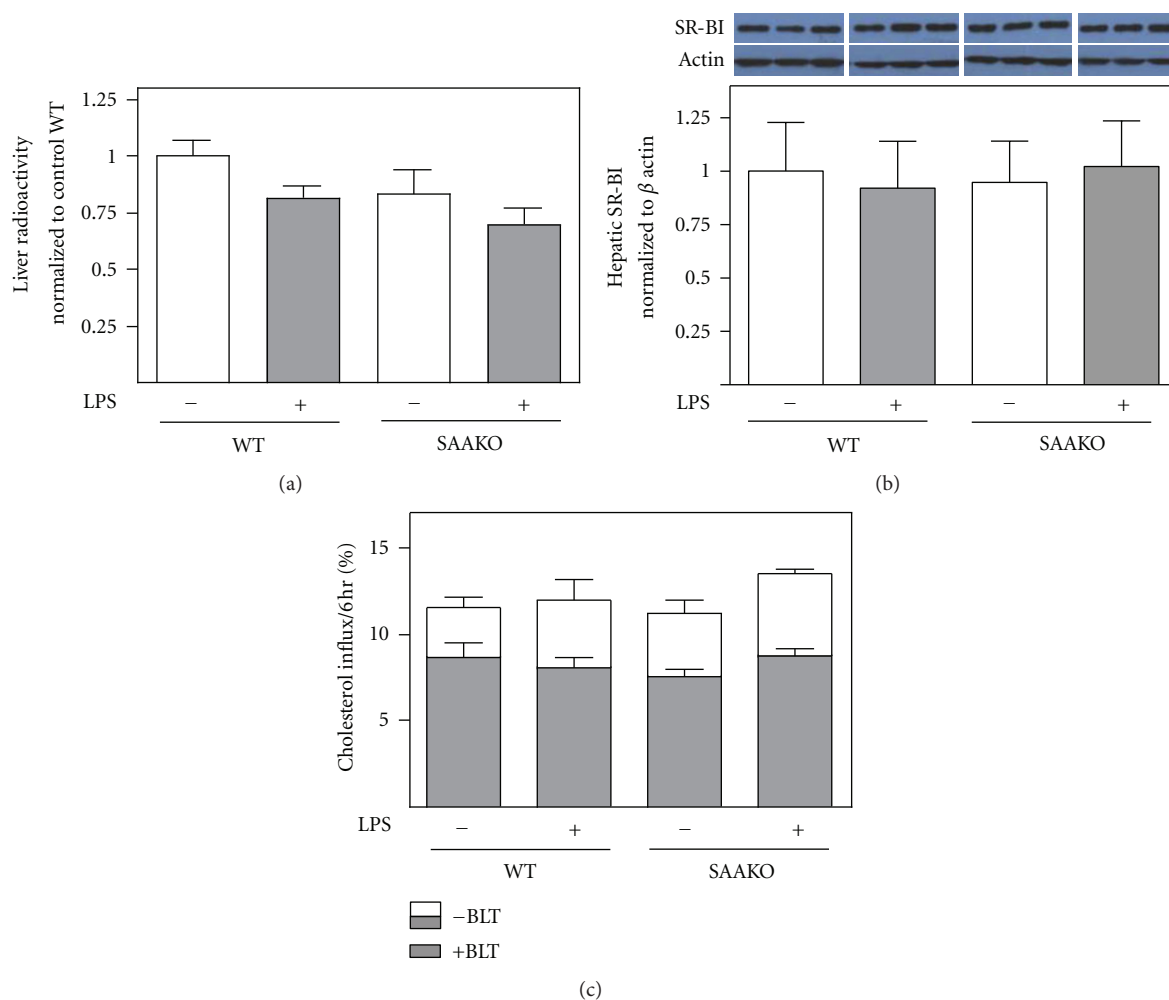 Liver radioactivity
normalized to control WT
1.25
1
0.75
0.5
0.25
LPS
− + − +
WT SAAKO
(a)
SR-BI
Actin
Hepatic SR-BI
normalized to β actin
1.25
1
0.75
0.5
0.25
LPS
− + − +
WT SAAKO
(b)
Cholesterol influx/6 hr (%)
15
10
5
LPS
− + − +
WT SAAKO
−BLT
+BLT
(c)